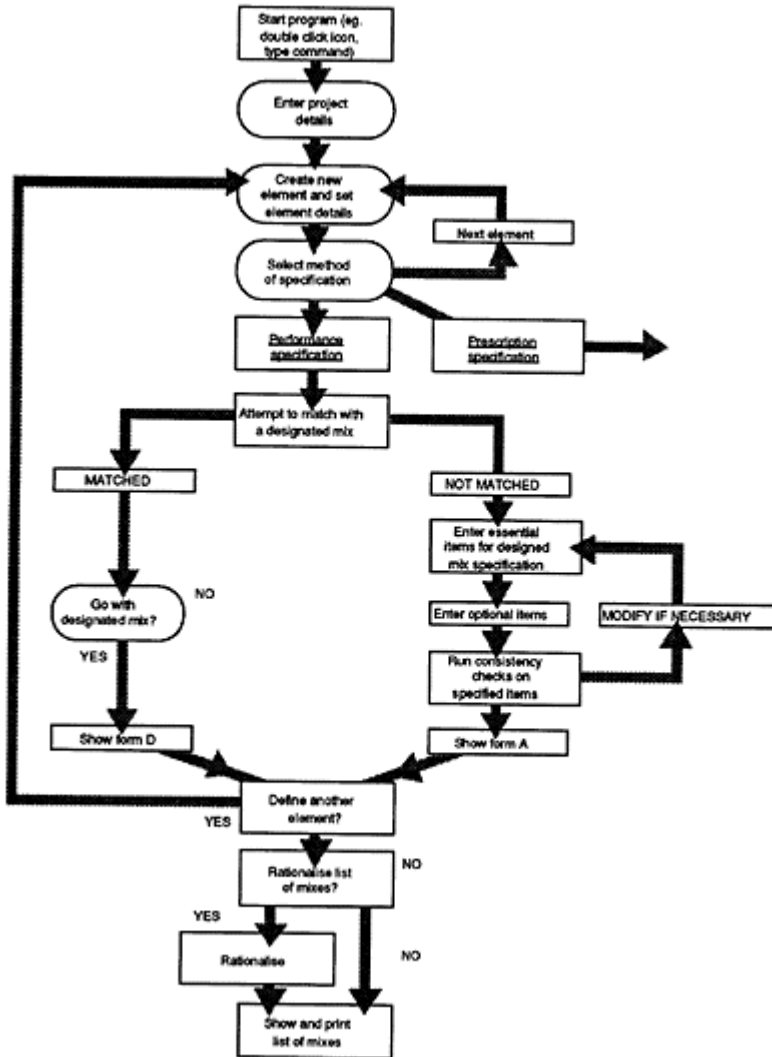 Start program (eg.
double click icon,
type command)
Enter project
details
Create new
element and set
element details
Next element
Select method
of specification
Performance
specification
Prescription
specification
Attempt to match with
a designated mix
MATCHED
NOT MATCHED
Enter essential
items for designed
mix specification
Go with
designated mix?
NO
Enter optional items
MODIFY IF NECESSARY
YES
Run consistency
checks on
specified items
Show form D
Show form A
Define another
element?
YES
Rationalise list
of mixes?
NO
YES
Rationalise
NO
Show and print
list of mixes